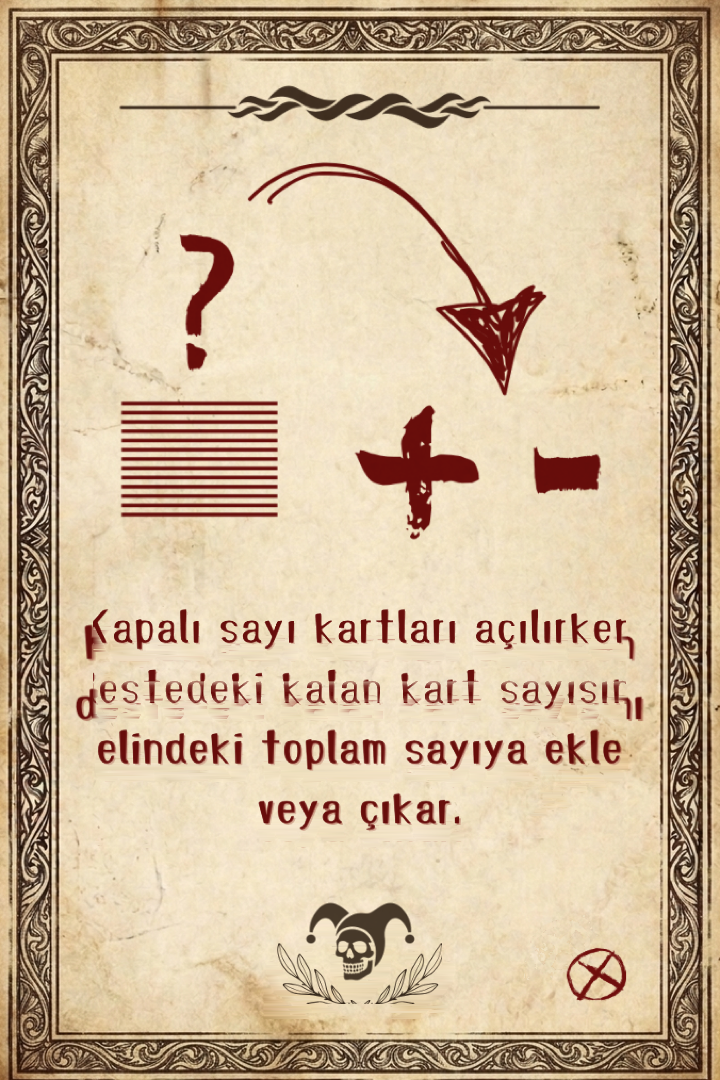 ?
+ -
Kapalı sayı kartları açılırken
destedeki kalan kart sayısını
elindeki toplam sayıya ekle
veya çıkar.